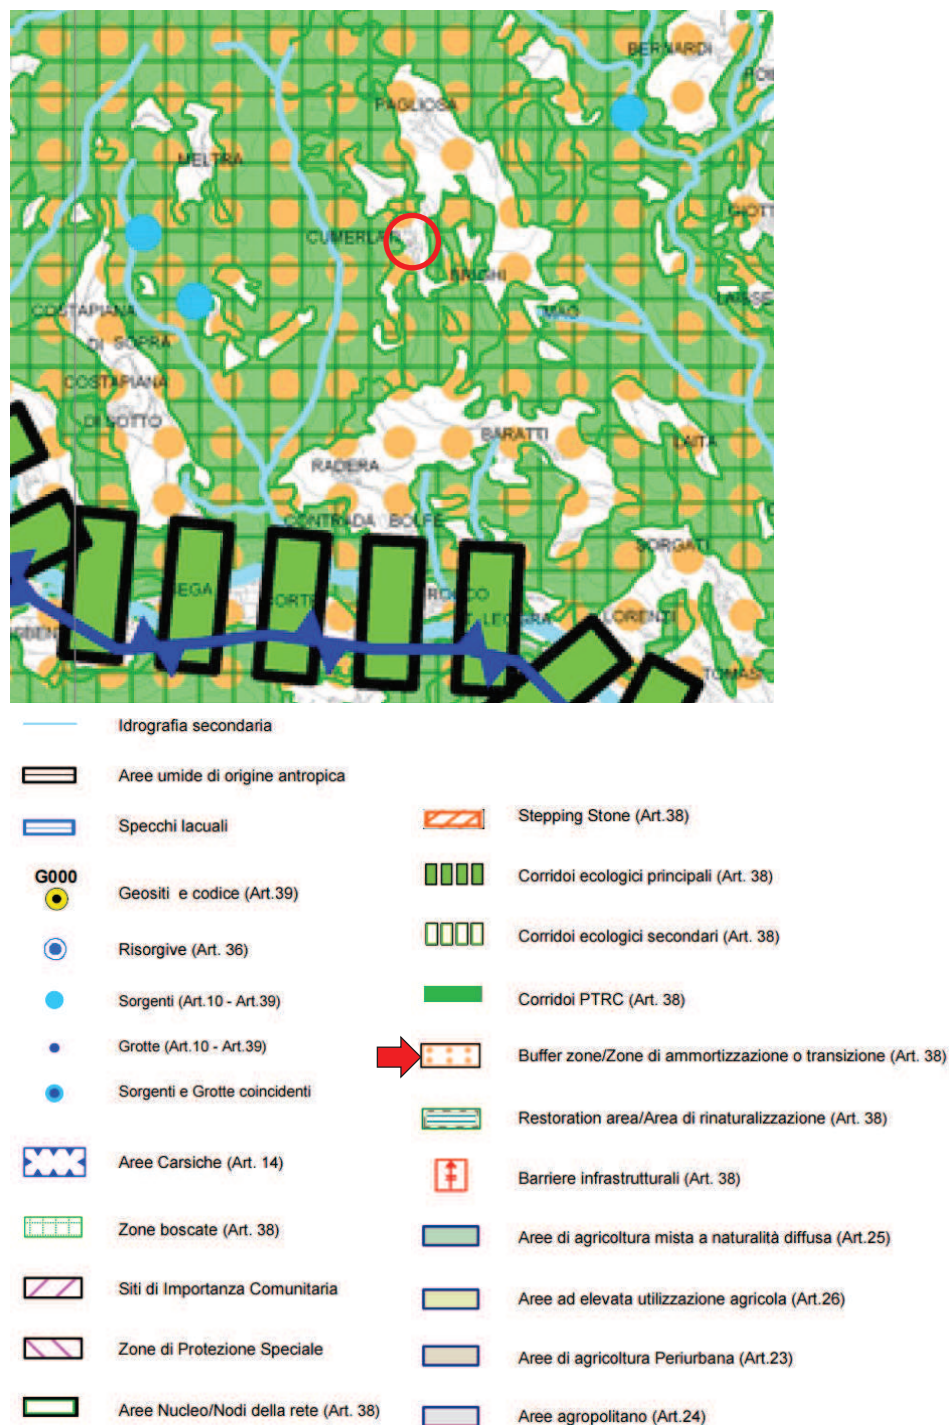 BERNARDI
PAGLIOSA
MELTRA
CUMERLATI
BRIGHI
COSTAPIANA
DI SOPRA
MAO
COSTAPIANA
DI SOTTO
BARATTI
LAITA
RADERA
CONTRADA BOLFE
SORGATI
SEGA
LORENTI
TOMASI
Idrografia secondaria
Aree umide di origine antropica
Specchi lacuali
G000
Geositi e codice (Art.39)
Risorgive (Art. 36)
Sorgenti (Art.10 - Art.39)
Grotte (Art.10 - Art.39)
Sorgenti e Grotte coincidenti
Aree Carsiche (Art. 14)
Zone boscate (Art. 38)
Siti di Importanza Comunitaria
Zone di Protezione Speciale
Aree Nucleo/Nodi della rete (Art. 38)
Stepping Stone (Art.38)
Corridoi ecologici principali (Art. 38)
Corridoi ecologici secondari (Art. 38)
Corridoi PTRC (Art. 38)
Buffer zone/Zone di ammortizzazione o transizione (Art. 38)
Restoration area/Area di rinaturalizzazione (Art. 38)
Barriere infrastrutturali (Art. 38)
Aree di agricoltura mista a naturalità diffusa (Art.25)
Aree ad elevata utilizzazione agricola (Art.26)
Aree di agricoltura Periurbana (Art.23)
Aree agropolitano (Art.24)